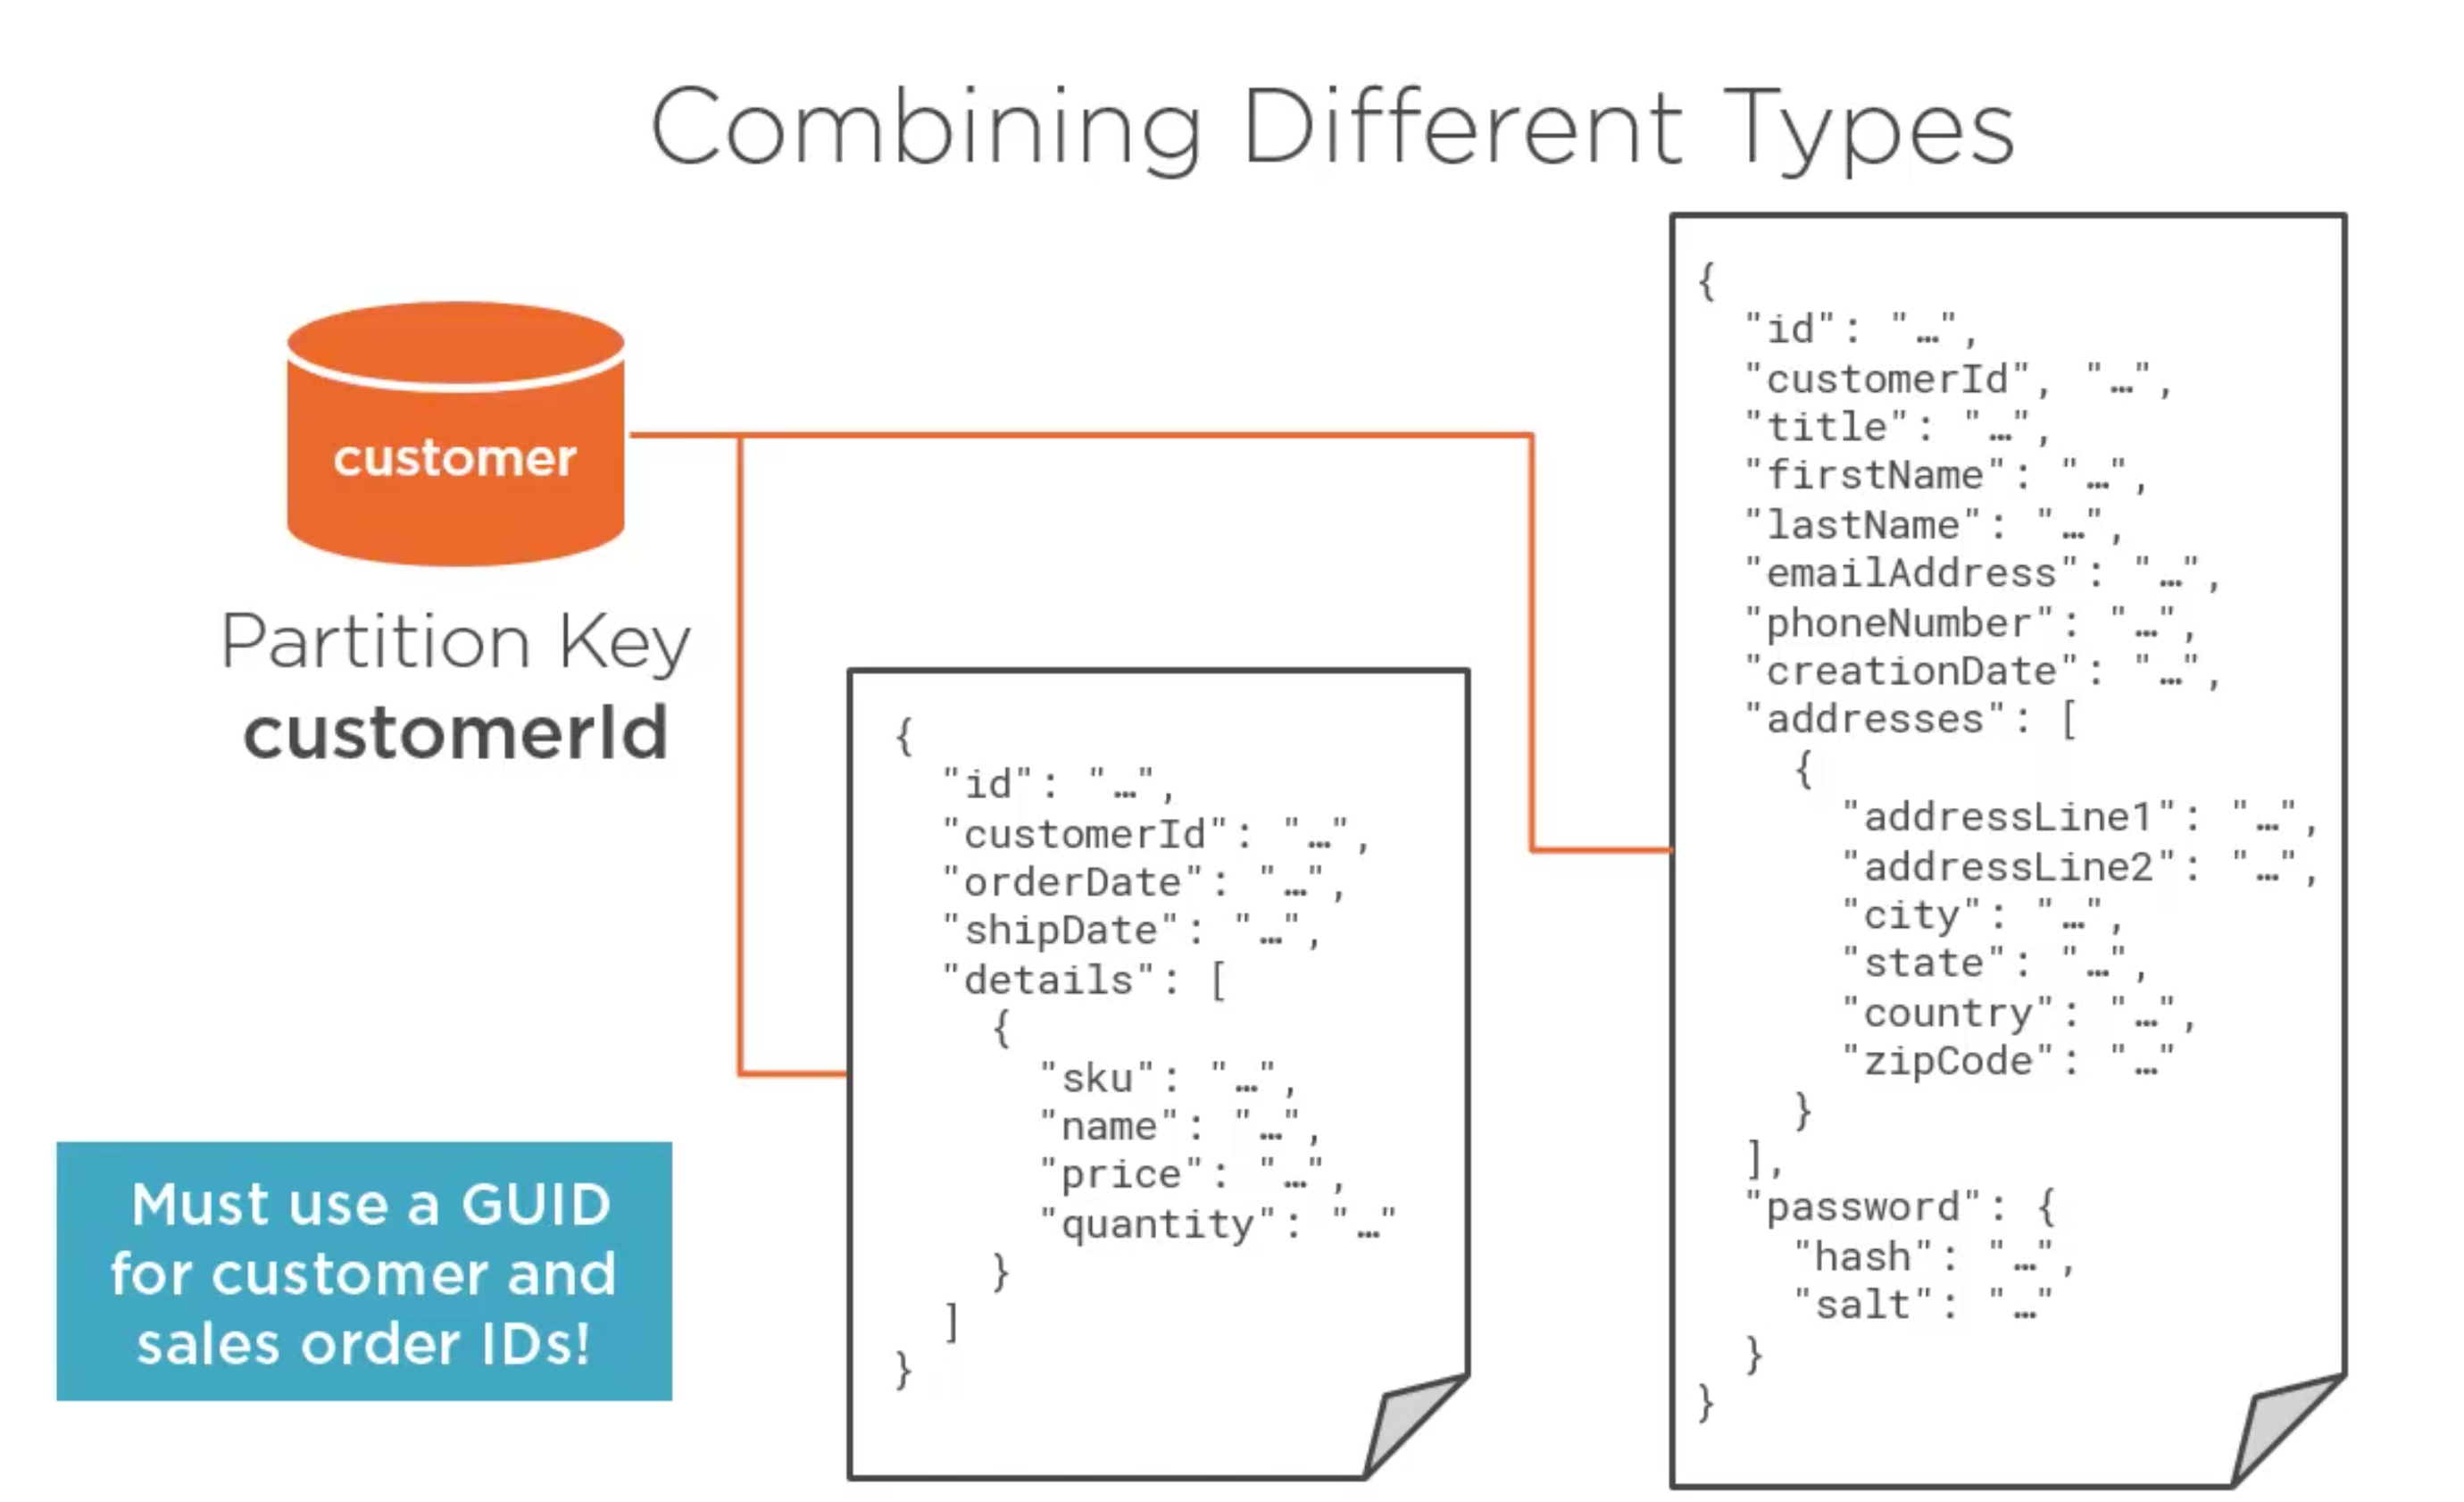 Combining Different Types
customer
Partition Key
customerId
Must use a GUID
for customer and
sales order IDs!
{
"id": "…",
"customerId": "…",
"orderDate": "…",
"shipDate": "…",
"details": [
{
"sku": "…",
"name": "…",
"price": "…",
"quantity": "…"
}
]
}
{
"id": "…",
"customerId", "…",
"title": "…",
"firstName": "…",
"lastName": "…",
"emailAddress": "…",
"phoneNumber": "…",
"creationDate": "…",
"addresses": [
{
"addressLine1": "…",
"addressLine2": "…",
"city": "…",
"state": "…",
"country": "…",
"zipCode": "…"
}
],
"password": {
"hash": "…",
"salt": "…"
}
}